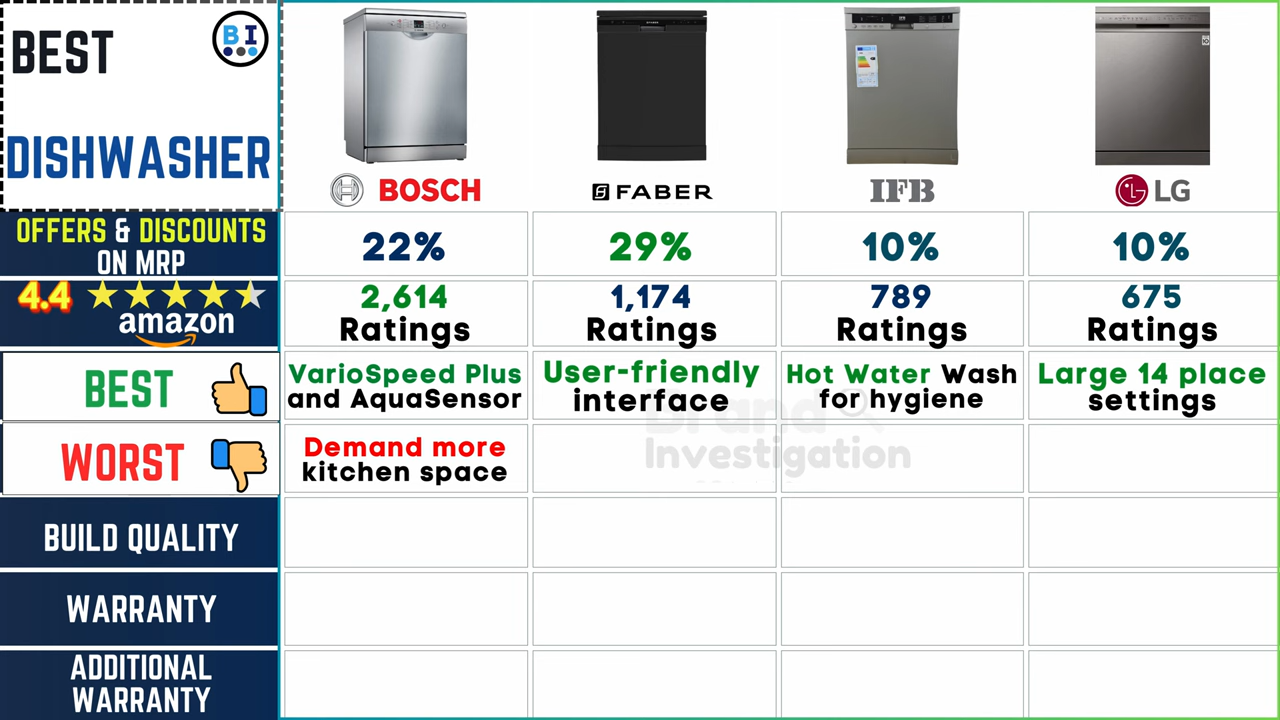 BEST
BI
DISHWASHER
BOSCH
FABER
IFB
LG
OFFERS & DISCOUNTS
ON MRP
22%
29%
10%
10%
4.4
amazon
2,614
Ratings
1,174
Ratings
789
Ratings
675
Ratings
BEST
VarioSpeed Plus
and AquaSensor
User-friendly
interface
Hot Water Wash
for hygiene
Large 14 place
settings
Brand
Investigation
WORST
Demand more
kitchen space
BUILD QUALITY
WARRANTY
ADDITIONAL
WARRANTY